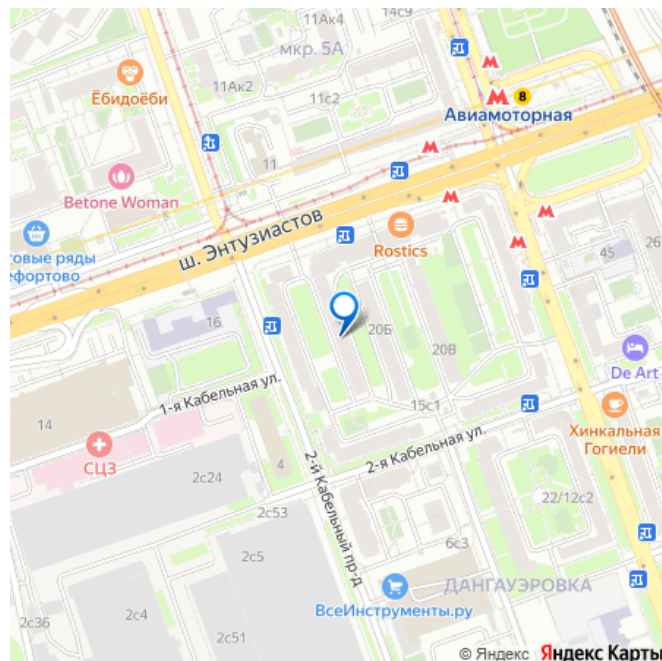 11Ак4
14с9
мкр. 5А
Ёбидоёби
11Ак2
11с2
8
Авиамоторная
11
Betone Woman
ш. Энтузиастов
Rostics
товые ряды
ефортово
45
26
16
20Б
20В
De Art
1-я Кабельная ул.
15с1
14
Хинкальная
Гогиели
СЦЗ
4
2-я Кабельная ул.
2с24
22/12с2
2с53
2-й Кабельный пр-д
2с5
6с3
ДАНГАУЭРОВКА
ВсеИнструменты.ру
2с4
2с36
2с51
© Яндекс Яндекс Карты